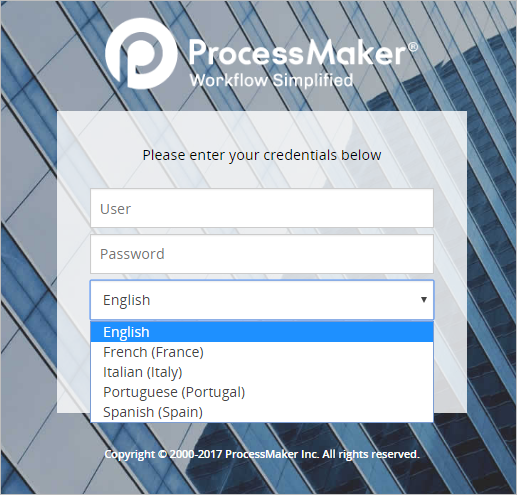 ProcessMaker®
Workflow Simplified
Please enter your credentials below
User
Password
English
English
French (France)
Italian (Italy)
Portuguese (Portugal)
Spanish (Spain)
Copyright © 2000-2017 ProcessMaker Inc. All rights reserved.